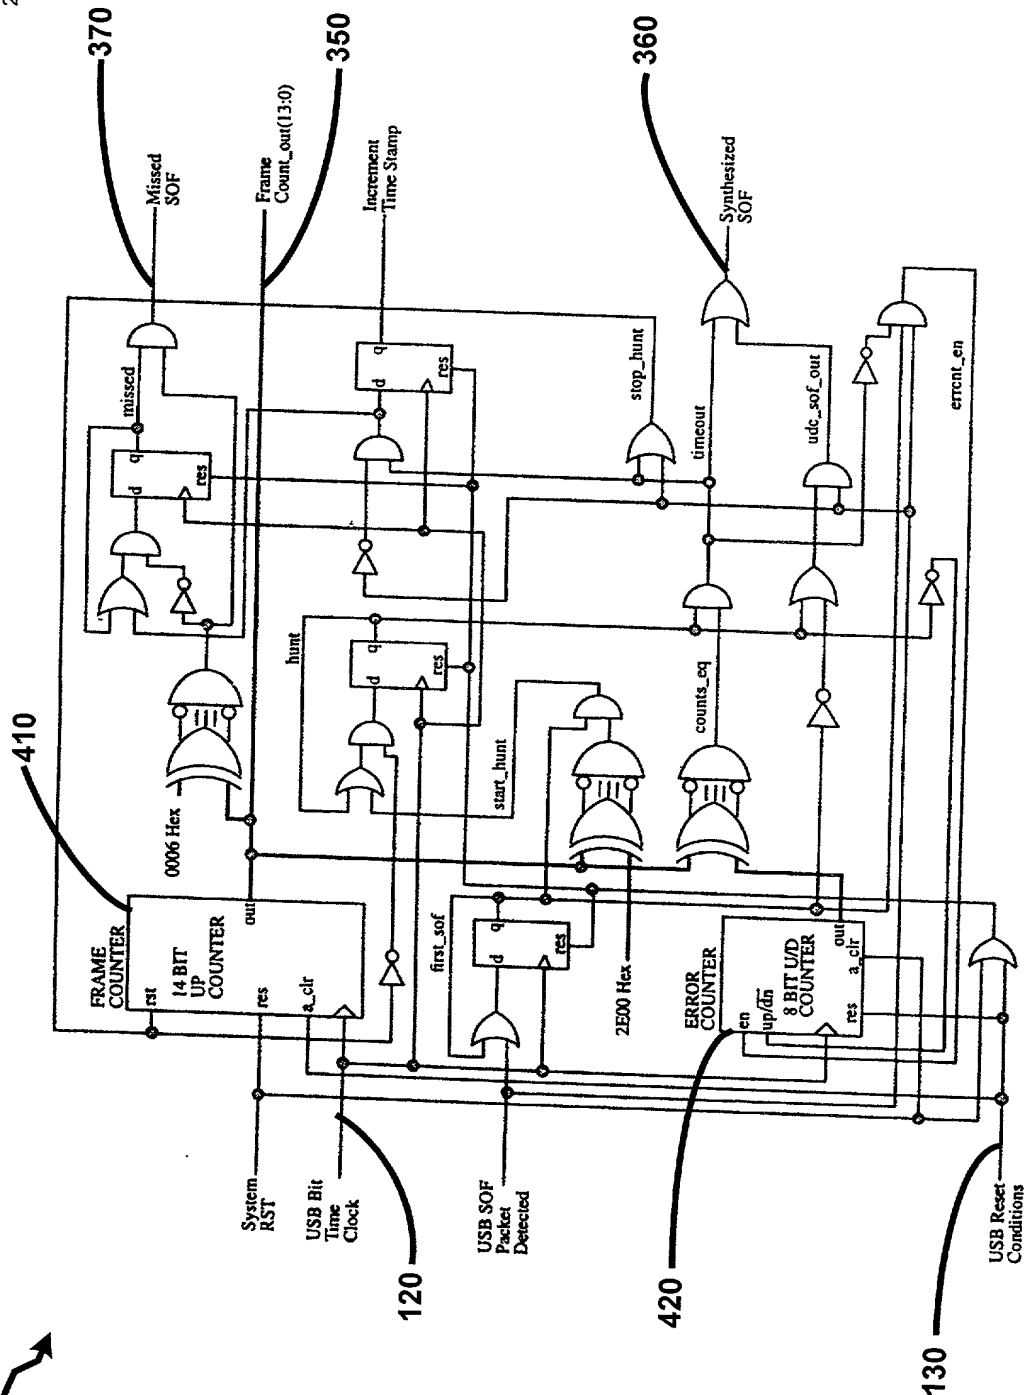 370
350
360
410
120
420
130
Missed
SOF
Frame
Count_out(13:0)
Increment
Time Stamp
Synthesized
SOF
missed
q
d
res
q
d
res
stop_hunt
timeout
udc_sof_out
errcnt_en
hunt
q
d
res
start_hunt
counts_eq
0006 Hex
FRAME
COUNTER
14 BIT
UP
COUNTER
rst
res
a_clr
out
first_sof
q
d
res
2E00 Hex
ERROR
COUNTER
8 BIT U/D
COUNTER
en
up/dn
res
a_clr
out
System
RST
USB Bit
Time
Clock
USB SOF
Packet
Detected
USB Reset
Conditions
2